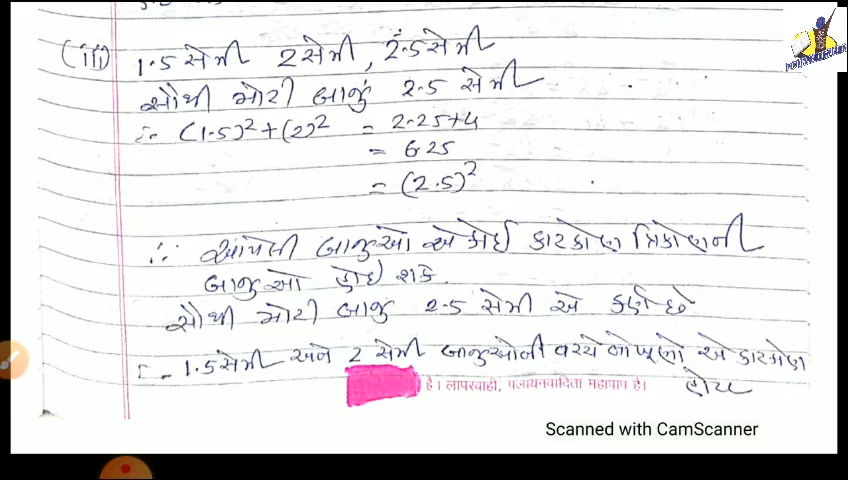 (iii) 1.5 સેમી 2 સેમી, 2.5 સેમી
સૌથી મોટી બાજું 2.5 સેમી
∴ (1.5)² + (2)² = 2.25+4
= 6.25
= (2.5)²
∴ આપેલી બાજુઓ એ કોઈ કાટકોણ ત્રિકોણની
બાજુઓ હોઈ શકે.
સૌથી મોટી બાજું 2.5 સેમી એ કર્ણ છે
∴ 1.5 સેમી અને 2 સેમી બાજુઓની વચ્ચેનો ખૂણો એ કાટકોણ
હોય
है। लापरवाही, पलायनवादिता महापाप है।
Scanned with CamScanner